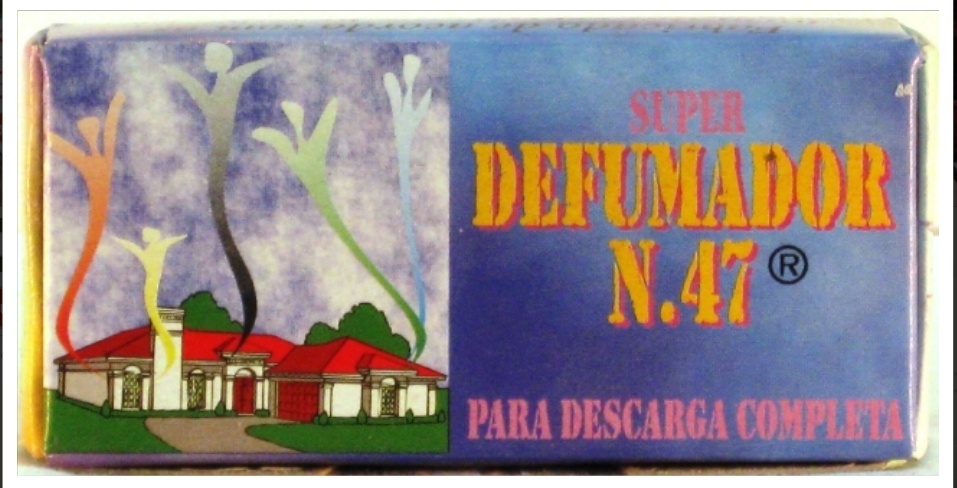 SUPER
DEFUMADOR
N.47 ®
PARA DESCARGA COMPLETA